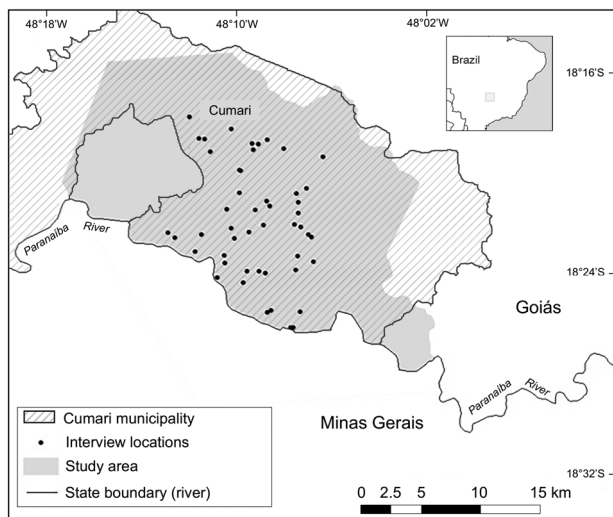 48°18'W 48°10'W 48°02'W
Brazil
18°16'S
Cumari
Paranaíba River
18°24'S
Goiás
Paranaíba River
Minas Gerais
Cumari municipality
Interview locations
Study area
State boundary (river)
18°32'S
0 2.5 5 10 15 km